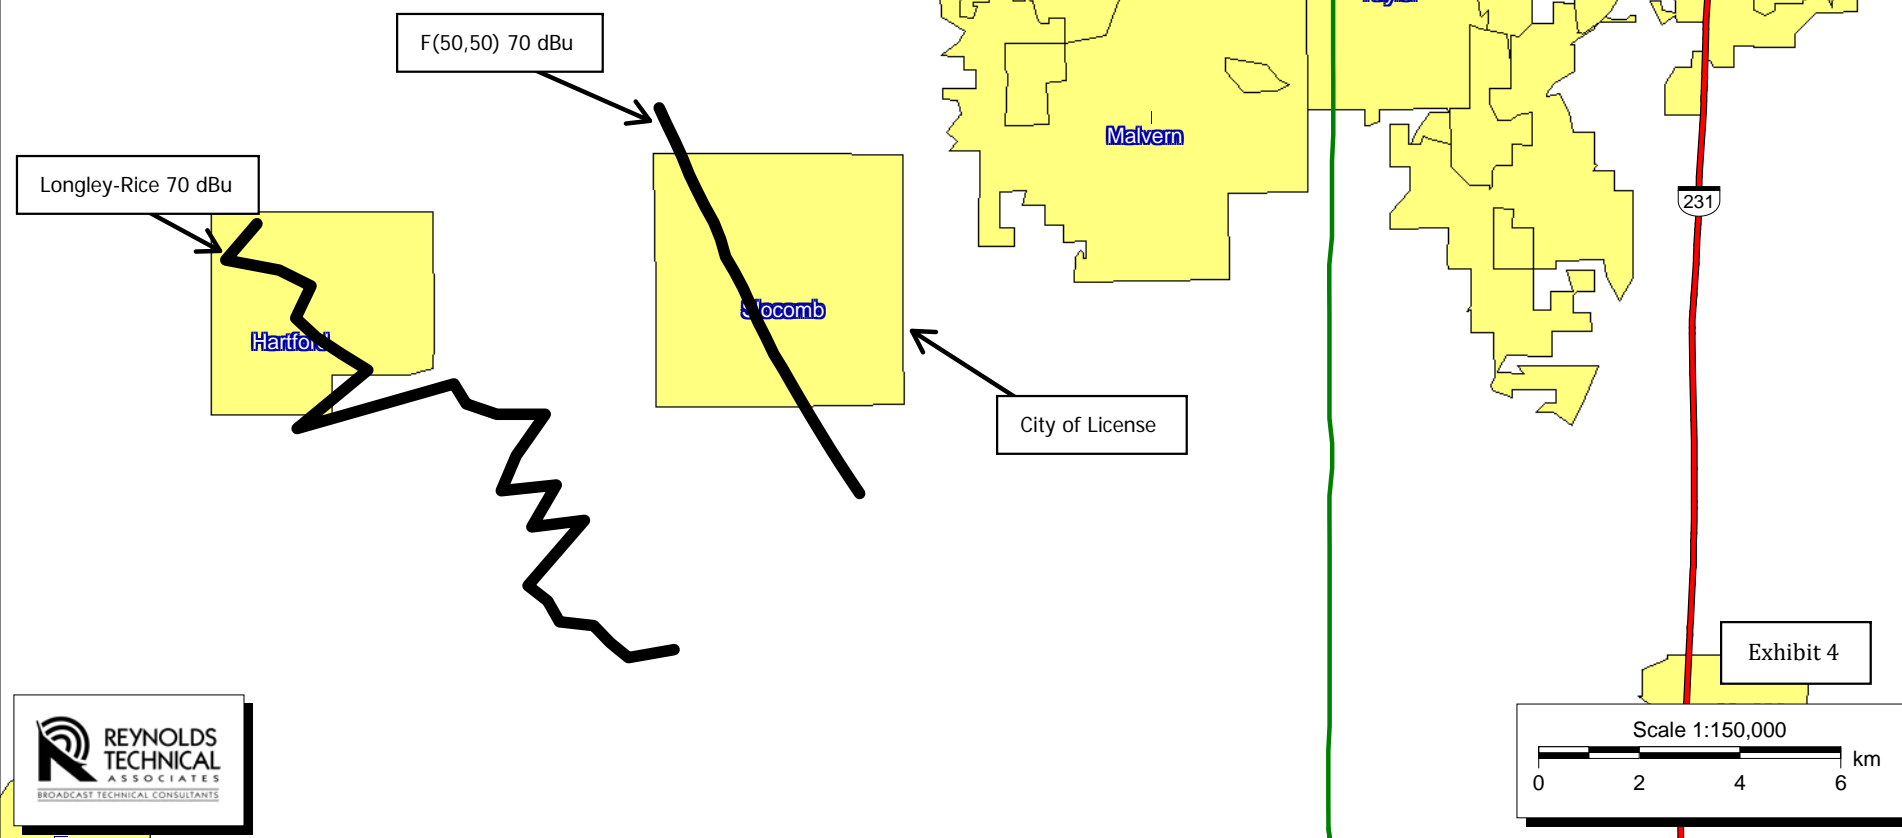 F(50,50) 70 dBu
Malvern
Longley-Rice 70 dBu
231
Slocomb
Hartford
City of License
Exhibit 4
REYNOLDS
TECHNICAL
ASSOCIATES
BROADCAST TECHNICAL CONSULTANTS
Scale 1:150,000
km
0 2 4 6